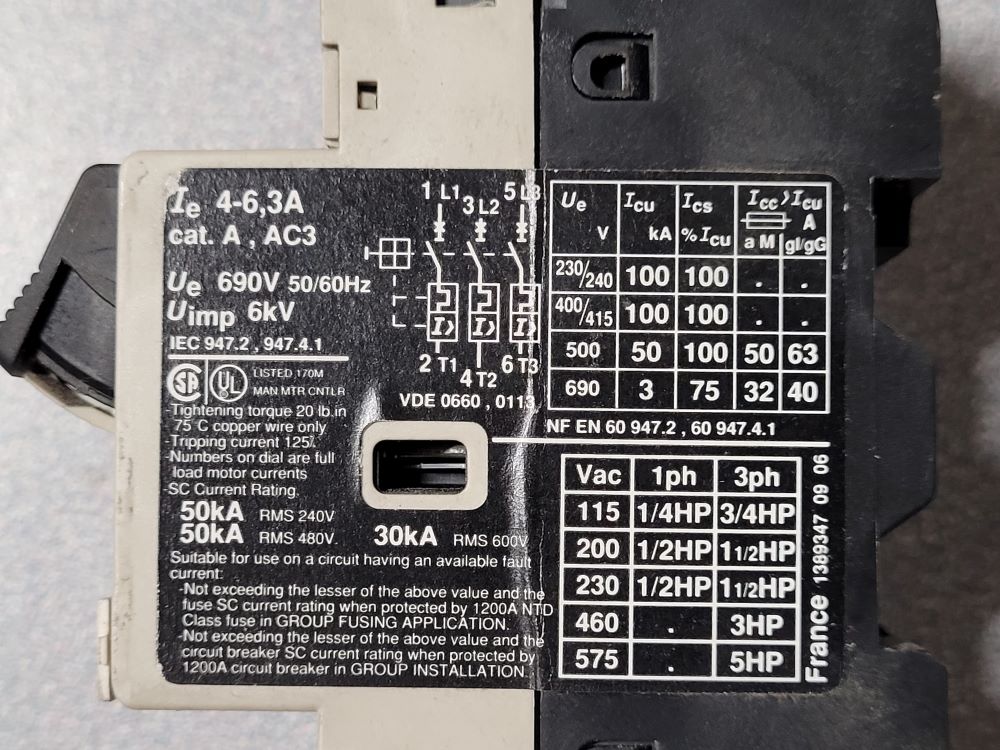 Ie 4-6,3A
cat. A , AC3
Ue 690V 50/60Hz
Uimp 6kV
IEC 947.2 , 947.4.1
SA UL LISTED 170M
MAN MTR CNTLR
-Tightening torque 20 lb.in
75 C copper wire only
-Tripping current 125%
-Numbers on dial are full
load motor currents
-SC Current Rating.
50kA RMS 240V
50kA RMS 480V. 30kA RMS 600V
Suitable for use on a circuit having an available fault
current:
-Not exceeding the lesser of the above value and the
fuse SC current rating when protected by 1200A NTD
Class fuse in GROUP FUSING APPLICATION.
-Not exceeding the lesser of the above value and the
circuit breaker SC current rating when protected by
1200A circuit breaker in GROUP INSTALLATION.
1 L1 3 L2 5 L3
I> I> I>
2 T1 4 T2 6 T3
VDE 0660 , 0113
Ue Icu Ics Icc>Icu
V kA %Icu A
aM gI/gG
230/240 100 100 . .
400/415 100 100 . .
500 50 100 50 63
690 3 75 32 40
NF EN 60 947.2 , 60 947.4.1
Vac 1ph 3ph
115 1/4HP 3/4HP
200 1/2HP 1 1/2HP
230 1/2HP 1 1/2HP
460 . 3HP
575 . 5HP
France 1389347 09 06